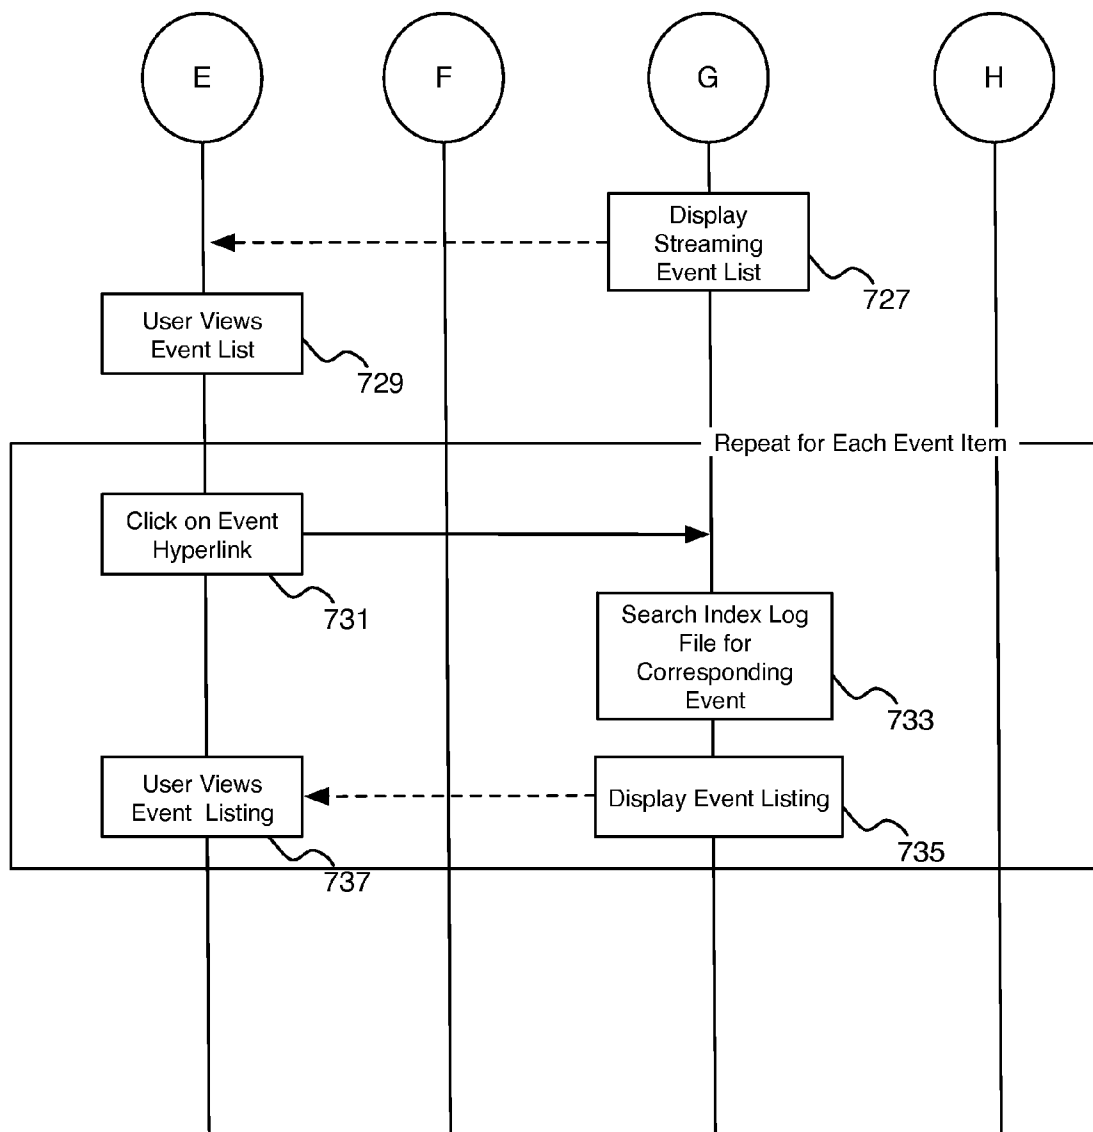 E
F
G
H
Display
Streaming
Event List
727
User Views
Event List
729
Repeat for Each Event Item
Click on Event
Hyperlink
731
Search Index Log
File for
Corresponding
Event
733
User Views
Event Listing
737
Display Event Listing
735